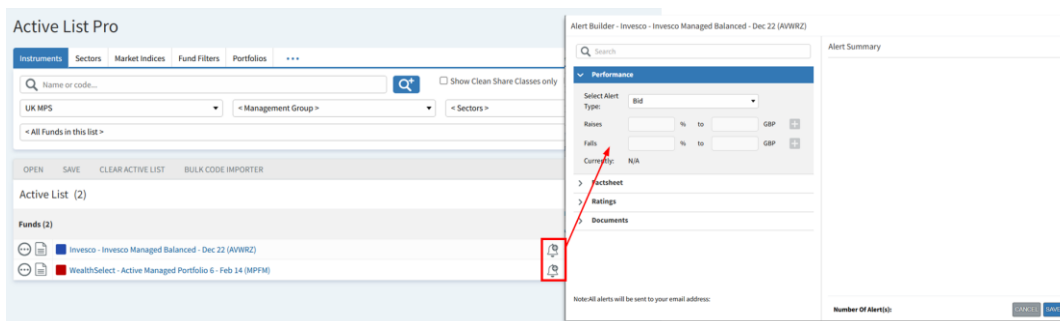 Active List Pro
Instruments Sectors Market Indices Fund Filters Portfolios •••
Name or code...
Show Clean Share Classes only
UK MPS
< Management Group >
< Sectors >
< All Funds in this list >
OPEN SAVE CLEAR ACTIVE LIST BULK CODE IMPORTER
Active List (2)
Funds (2)
Invesco - Invesco Managed Balanced - Dec 22 (AVWRZ)
WealthSelect - Active Managed Portfolio 6 - Feb 14 (MPFM)
Alert Builder - Invesco - Invesco Managed Balanced - Dec 22 (AVWRZ)
Search
Performance
Select Alert
Type:
Bid
Raises % to GBP
Falls % to GBP
Currently: N/A
Factsheet
Ratings
Documents
Note:All alerts will be sent to your email address:
Alert Summary
Number Of Alert(s):
CANCEL SAVE